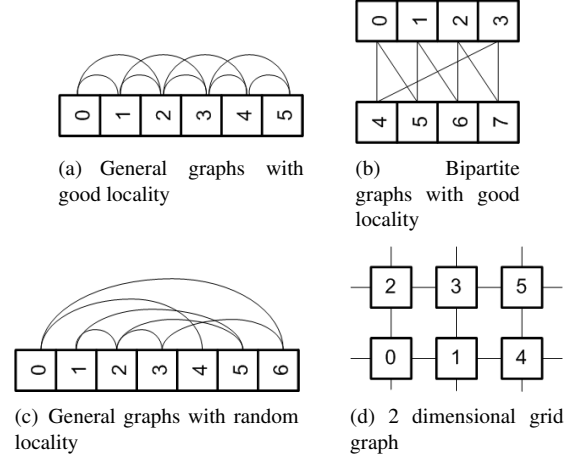 0 1 2 3 4 5
(a) General graphs with
good locality
0 1 2 3
4 5 6 7
(b) Bipartite
graphs with good
locality
0 1 2 3 4 5 6
(c) General graphs with random
locality
2 3 5
0 1 4
(d) 2 dimensional grid
graph